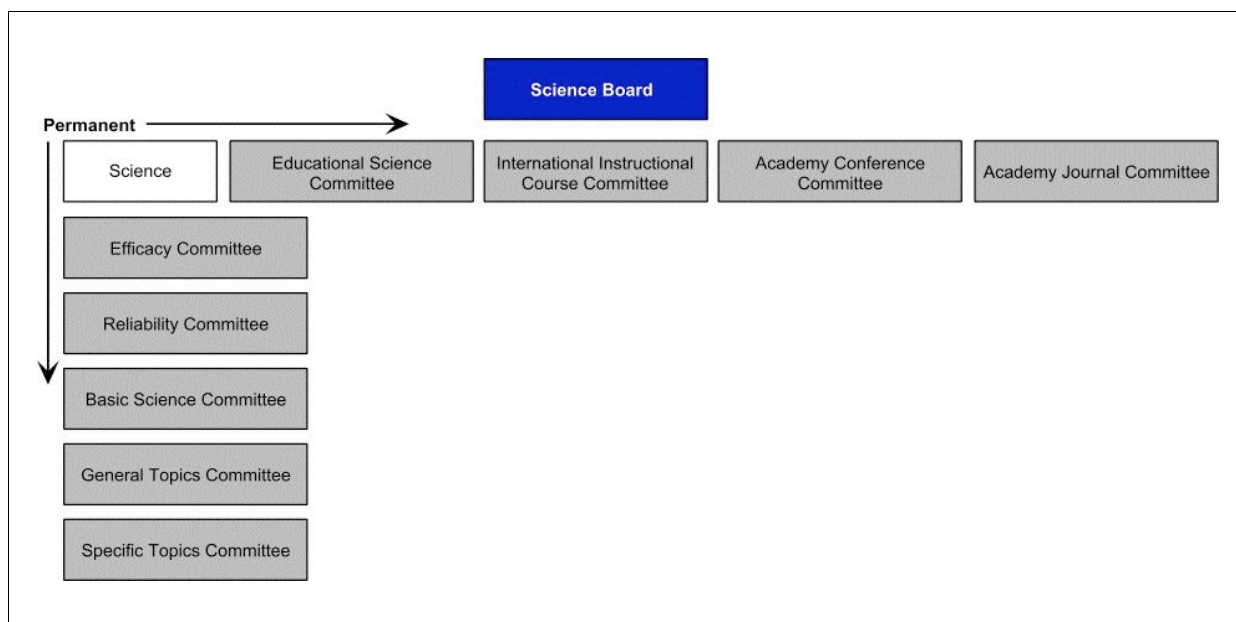 Science Board
Permanent
Science
Educational Science
Committee
International Instructional
Course Committee
Academy Conference
Committee
Academy Journal Committee
Efficacy Committee
Reliability Committee
Basic Science Committee
General Topics Committee
Specific Topics Committee